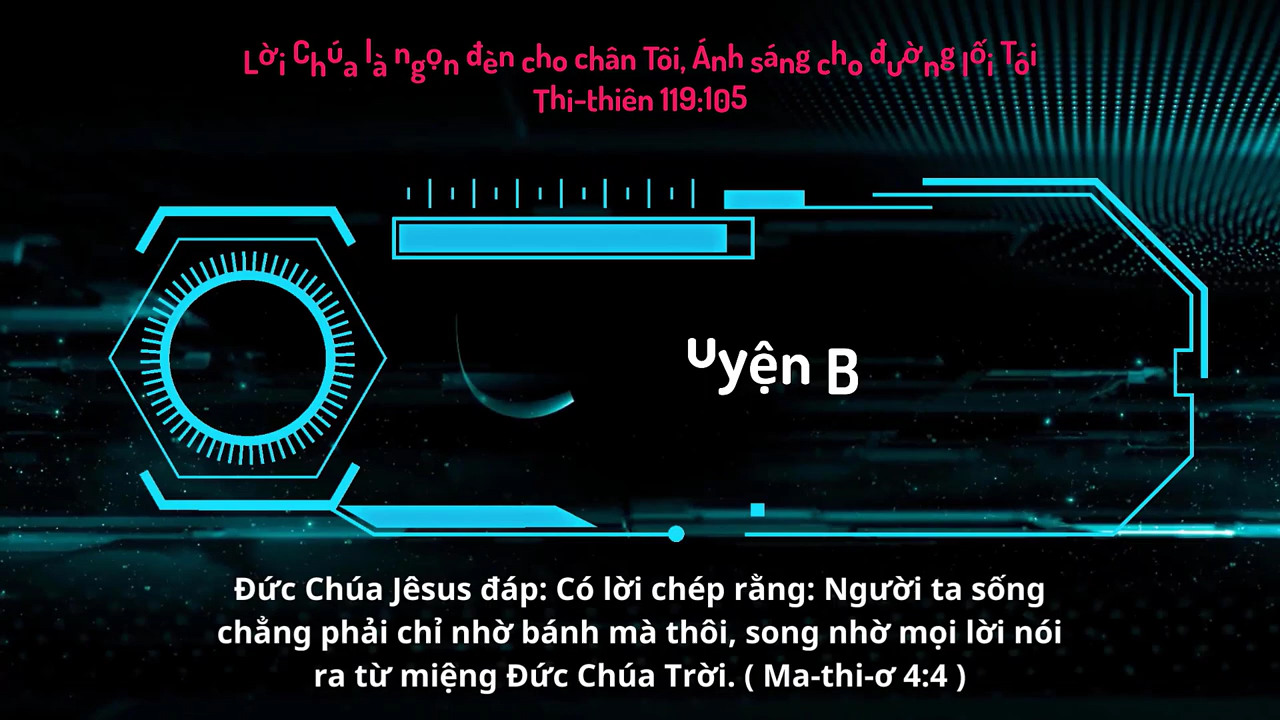 Lời Chúa là ngọn đèn cho chân Tôi, Ánh sáng cho đường lối Tôi
Thi-thiên 119:105
uyện B
Đức Chúa Jêsus đáp: Có lời chép rằng: Người ta sống
chẳng phải chỉ nhờ bánh mà thôi, song nhờ mọi lời nói
ra từ miệng Đức Chúa Trời. ( Ma-thi-ơ 4:4 )